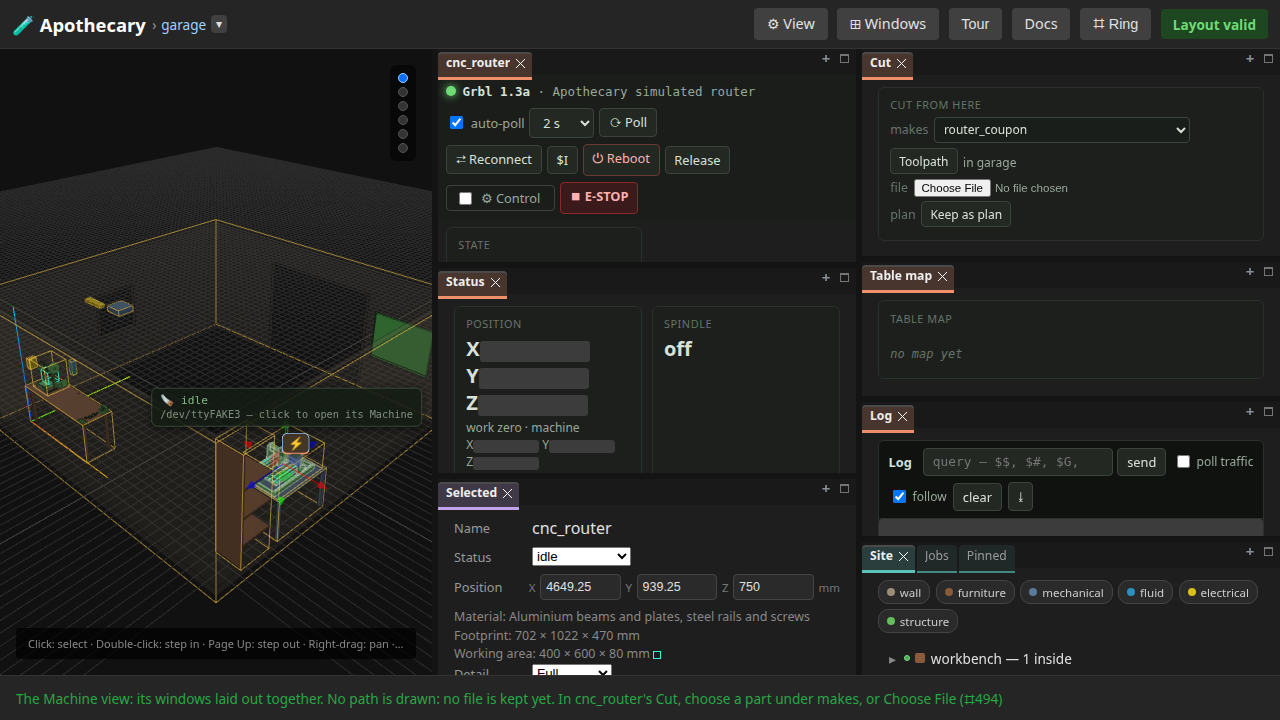 🧪 Apothecary › garage ▾
⚙ View
⊞ Windows
Tour
Docs
⌗ Ring
Layout valid
cnc_router
Grbl 1.3a · Apothecary simulated router
auto-poll 2 s ⟳ Poll
⇄ Reconnect $I ⏻ Reboot Release
⚙ Control ■ E-STOP
STATE
Status
POSITION
X
Y
Z
work zero · machine
X Y
Z
SPINDLE
off
Selected
Name cnc_router
Status idle
Position X 4649.25 Y 939.25 Z 750 mm
Material: Aluminium beams and plates, steel rails and screws
Footprint: 702 × 1022 × 470 mm
Working area: 400 × 600 × 80 mm
Detail Full
Cut
CUT FROM HERE
makes router_coupon
Toolpath in garage
file Choose File No file chosen
plan Keep as plan
Table map
TABLE MAP
no map yet
Log
Log query — $$, $#, $G, send poll traffic
follow clear ⭳
Site Jobs Pinned
wall furniture mechanical fluid electrical
structure
▸ workbench — 1 inside
idle
/dev/ttyFAKE3 — click to open its Machine
Click: select · Double-click: step in · Page Up: step out · Right-drag: pan ·…
The Machine view: its windows laid out together. No path is drawn: no file is kept yet. In cnc_router's Cut, choose a part under makes, or Choose File (⌗494)